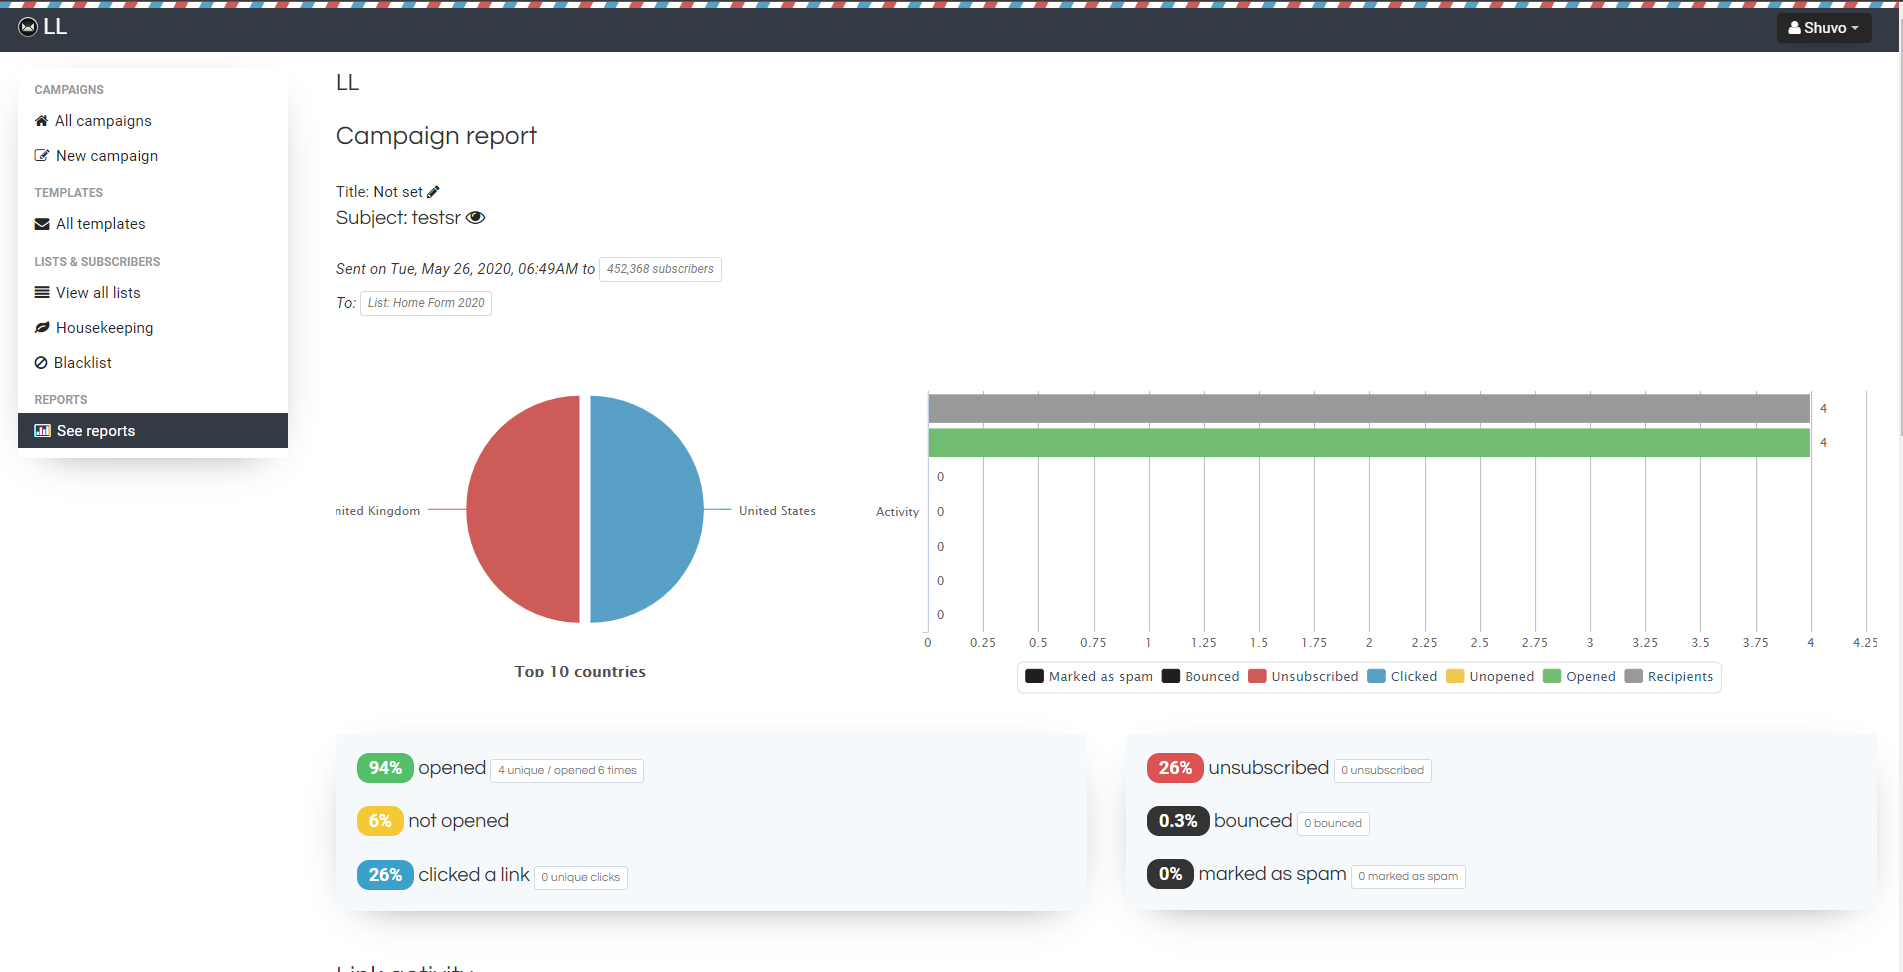 LL
Shuvo
CAMPAIGNS
All campaigns
New campaign
TEMPLATES
All templates
LISTS & SUBSCRIBERS
View all lists
Housekeeping
Blacklist
REPORTS
See reports
LL
Campaign report
Title: Not set
Subject: testsr
Sent on Tue, May 26, 2020, 06:49AM to 452,368 subscribers
To: List: Home Form 2020
nited Kingdom
United States
Top 10 countries
4
4
0
Activity 0
0
0
0
0 0.25 0.5 0.75 1 1.25 1.5 1.75 2 2.25 2.5 2.75 3 3.25 3.5 3.75 4 4.25
Marked as spam Bounced Unsubscribed Clicked Unopened Opened Recipients
94% opened 4 unique / opened 6 times
6% not opened
26% clicked a link 0 unique clicks
26% unsubscribed 0 unsubscribed
0.3% bounced 0 bounced
0% marked as spam 0 marked as spam
Link activity